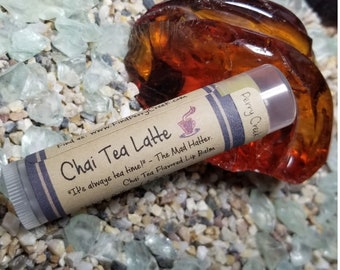 Chai Tea Latte
"It's always tea time!" - The Mad Hatter
Chai Tea Flavored Lip Balm